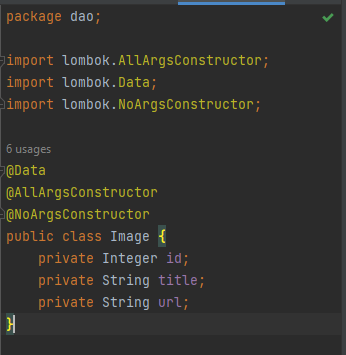 package dao;
import lombok.AllArgsConstructor;
import lombok.Data;
import lombok.NoArgsConstructor;
6 usages
@Data
@AllArgsConstructor
@NoArgsConstructor
public class Image {
    private Integer id;
    private String title;
    private String url;
}